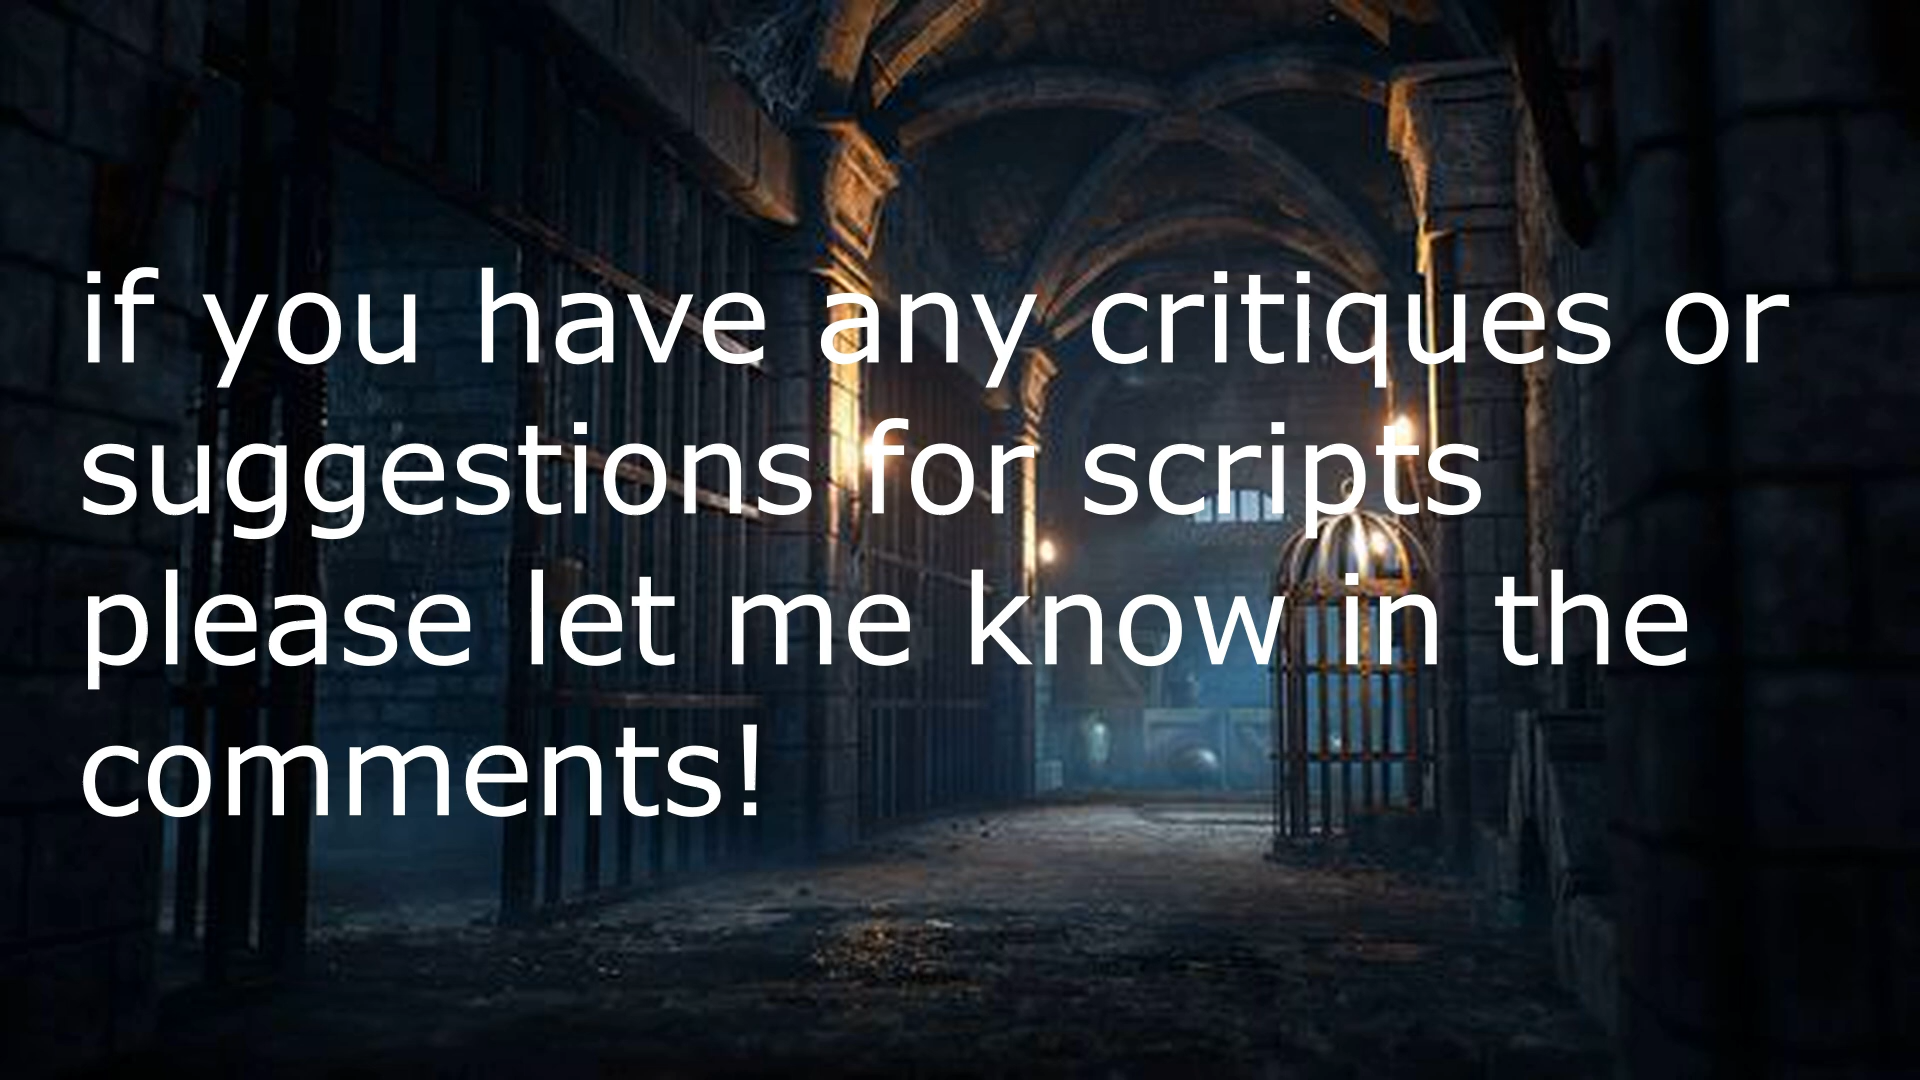 if you have any critiques or
suggestions for scripts
please let me know in the
comments!